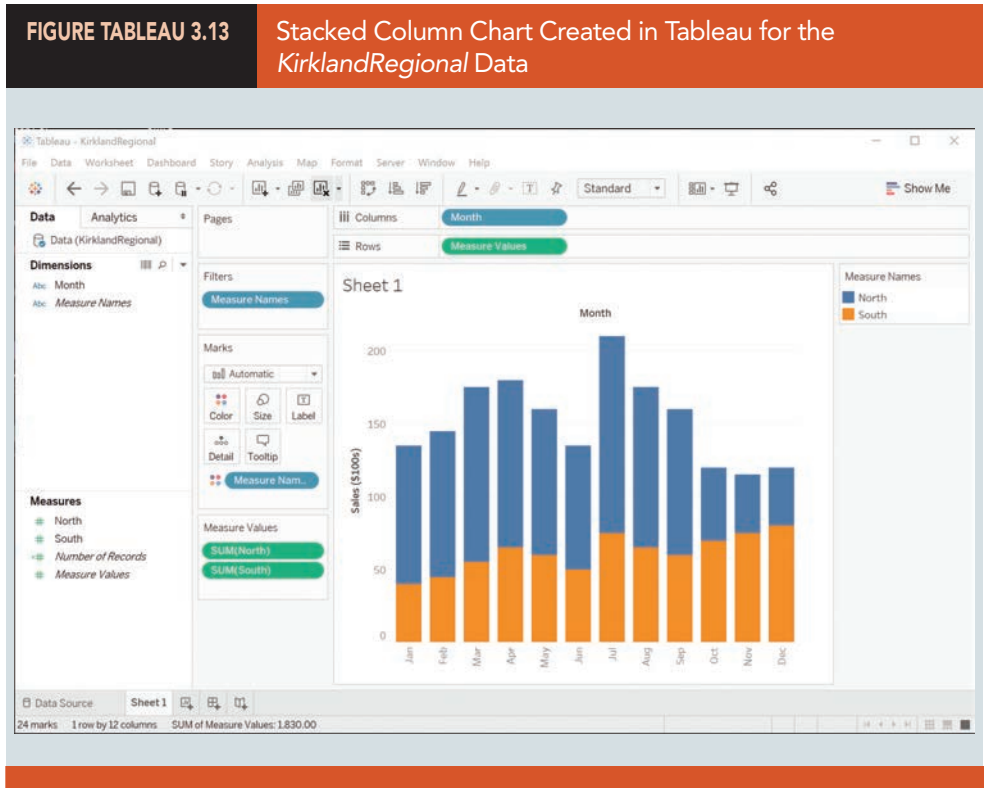 FIGURE TABLEAU 3.13
Stacked Column Chart Created in Tableau for the
KirklandRegional Data
Tableau - KirklandRegional
File Data Worksheet Dashboard Story Analysis Map Format Server Window Help
Standard
Show Me
Data Analytics
Data (KirklandRegional)
Dimensions
Abc Month
Abc Measure Names
Measures
North
South
Number of Records
Measure Values
Pages
Filters
Measure Names
Marks
Automatic
Color Size Label
Detail Tooltip
Measure Nam..
Measure Values
SUM(North)
SUM(South)
Columns Month
Rows Measure Values
Sheet 1
Month
Sales ($100s)
200
150
100
50
0
Jan Feb Mar Apr May Jun Jul Aug Sep Oct Nov Dec
Measure Names
North
South
Data Source Sheet 1
24 marks 1 row by 12 columns SUM of Measure Values: 1,830.00